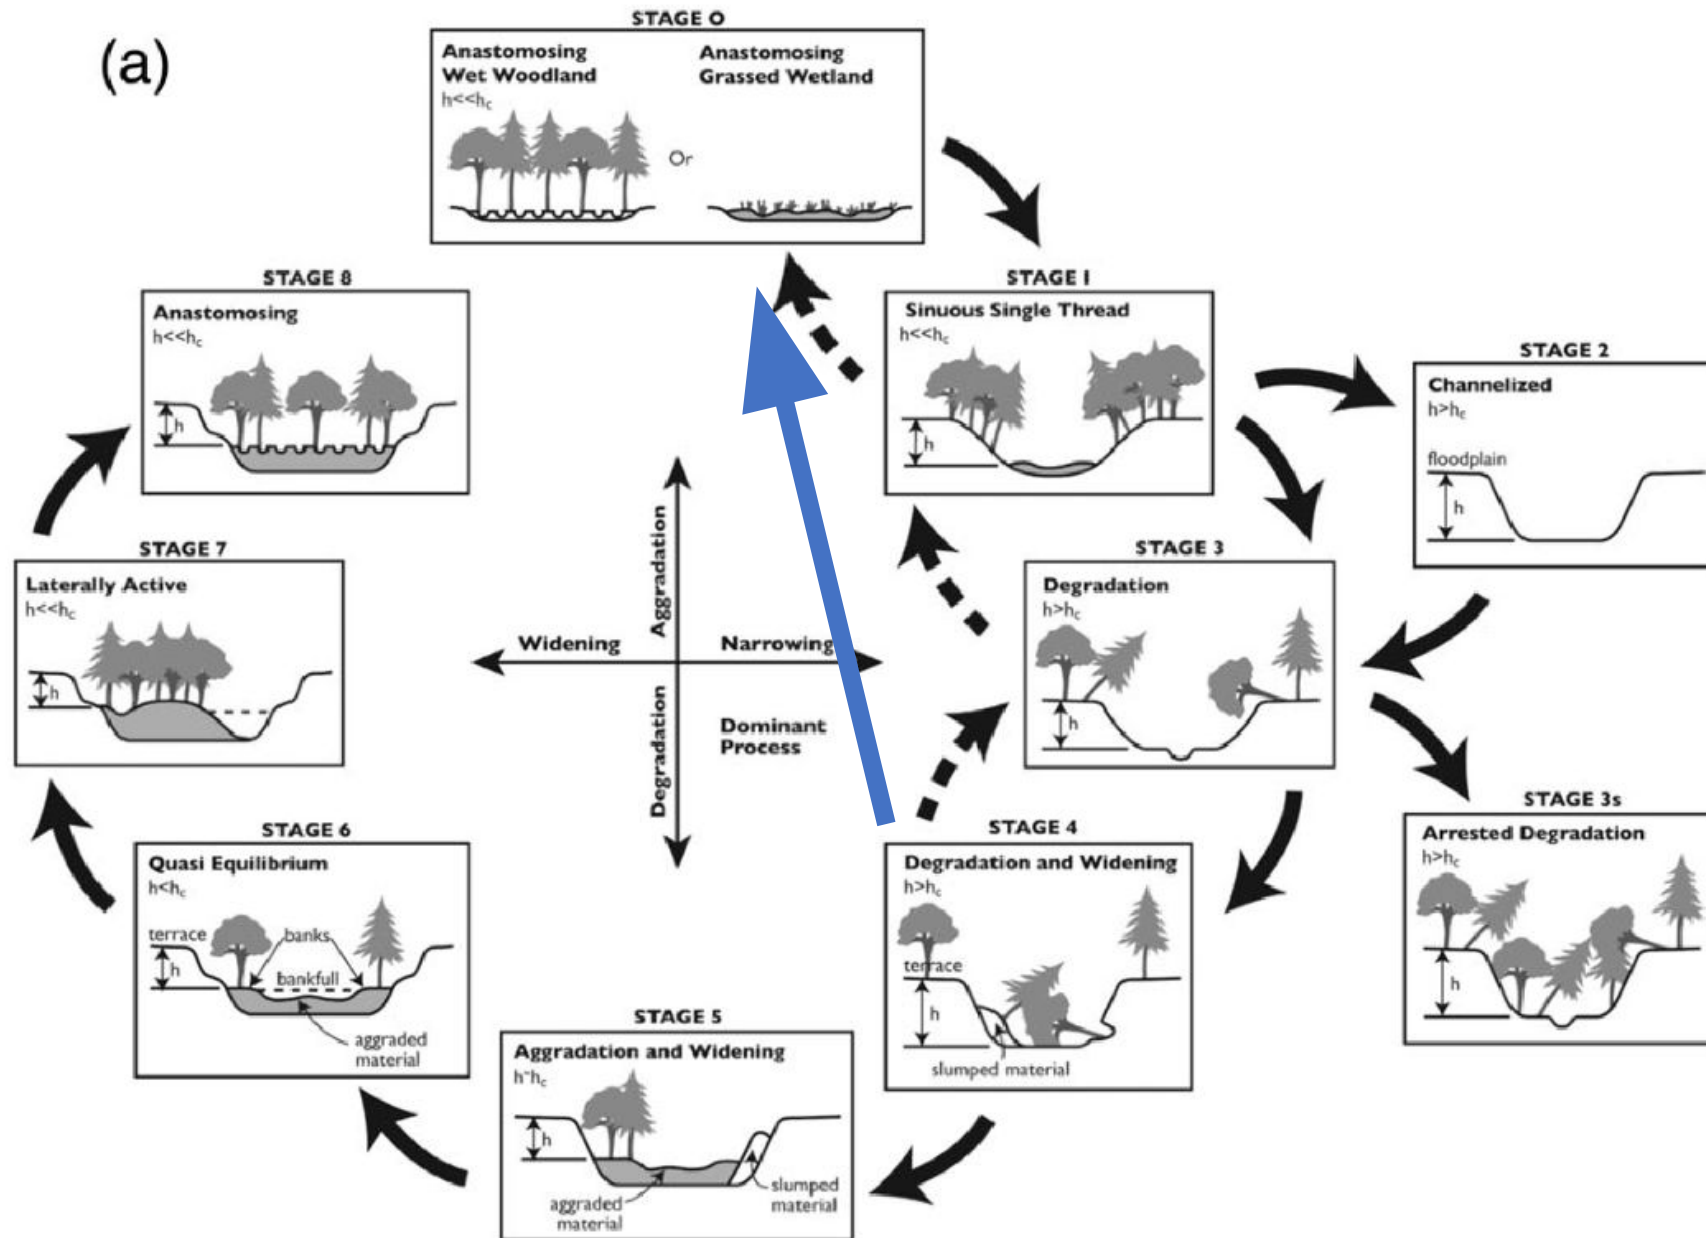 (a)
STAGE 0
Anastomosing
Wet Woodland
h<<hc
Or
Anastomosing
Grassed Wetland
STAGE 1
Sinuous Single Thread
h<<hc
h
STAGE 2
Channelized
h>hc
floodplain
h
STAGE 3
Degradation
h>hc
h
STAGE 3s
Arrested Degradation
h>hc
h
STAGE 4
Degradation and Widening
h>hc
terrace
h
slumped material
STAGE 5
Aggradation and Widening
h~hc
h
aggraded
material
slumped
material
STAGE 6
Quasi Equilibrium
h<hc
terrace
banks
h
bankfull
aggraded
material
STAGE 7
Laterally Active
h<<hc
h
STAGE 8
Anastomosing
h<<hc
h
Aggradation
Widening
Narrowing
Degradation
Dominant
Process